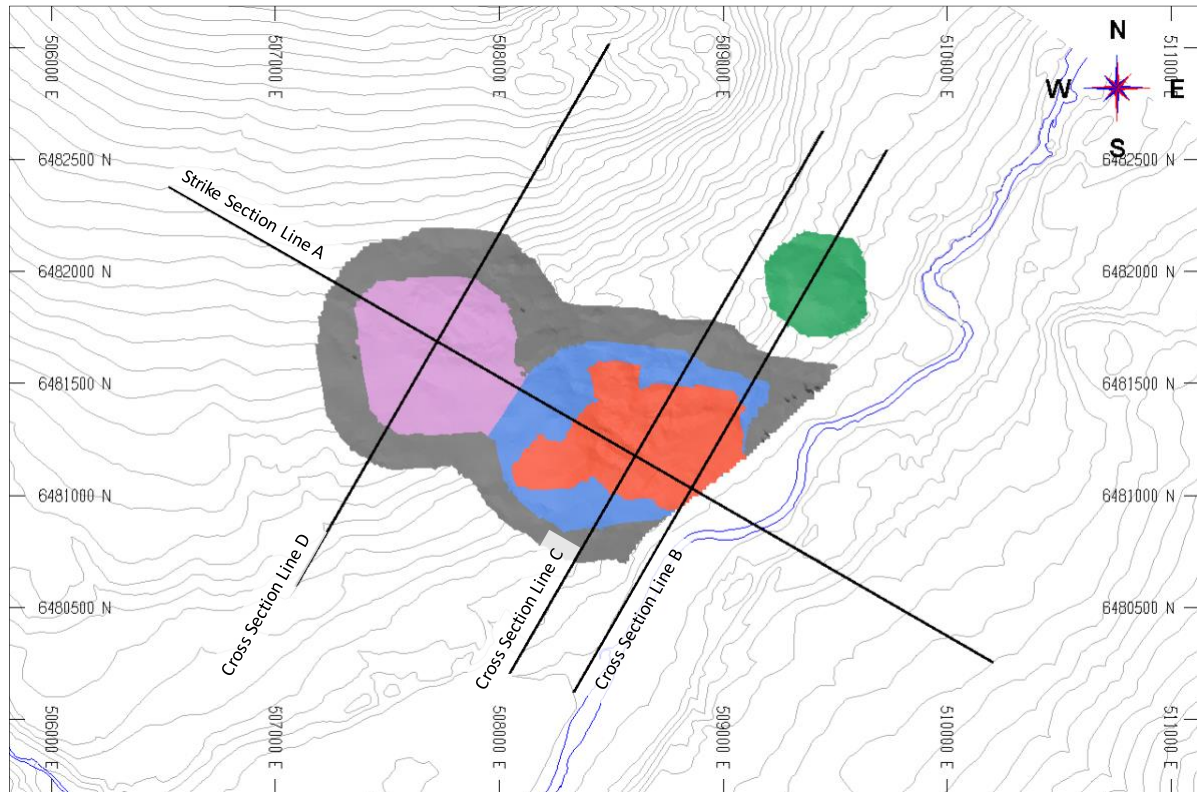 506000 E
507000 E
508000 E
509000 E
510000 E
511000 E
N
W
E
S
6482500 N
6482500 N
Strike Section Line A
6482000 N
6482000 N
6481500 N
6481500 N
6481000 N
6481000 N
6480500 N
6480500 N
Cross Section Line D
Cross Section Line C
Cross Section Line B
506000 E
507000 E
508000 E
509000 E
510000 E
511000 E